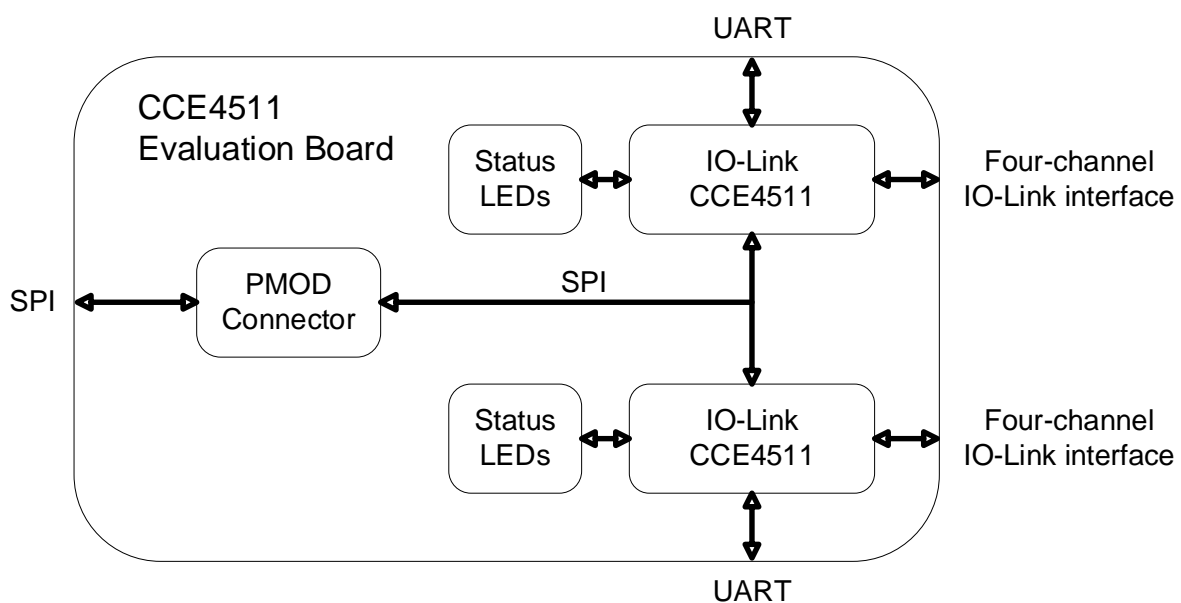 UART
CCE4511
Evaluation Board
Status
LEDs
IO-Link
CCE4511
Four-channel
IO-Link interface
SPI
PMOD
Connector
SPI
Status
LEDs
IO-Link
CCE4511
Four-channel
IO-Link interface
UART